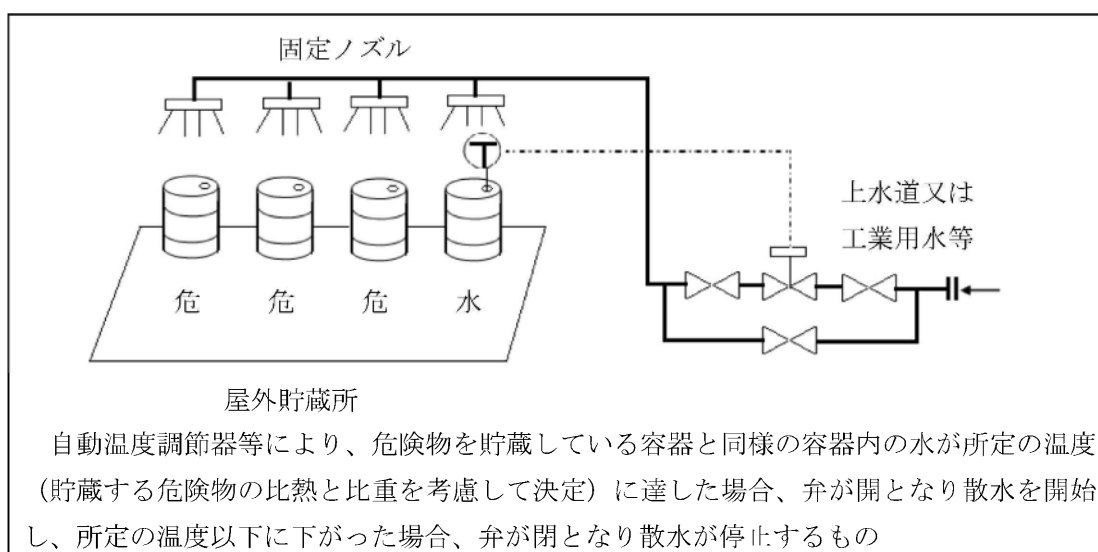 固定ノズル
T
上水道又は
工業用水等
危 危 危 水
屋外貯蔵所
自動温度調節器等により、危険物を貯蔵している容器と同様の容器内の水が所定の温度
（貯蔵する危険物の比熱と比重を考慮して決定）に達した場合、弁が開となり散水を開始
し、所定の温度以下に下がった場合、弁が閉となり散水が停止するもの